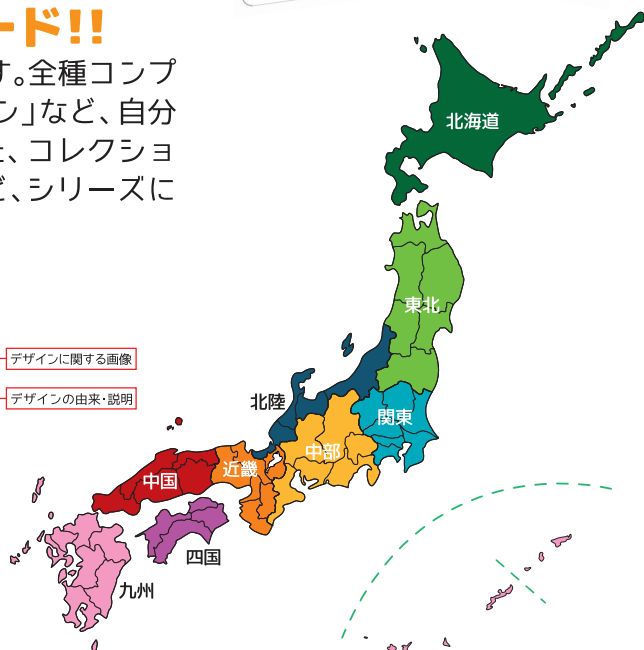 ード!!
す。全種コンプ
ン」など、自分
、コレクショ
ど、シリーズに
デザインに関する画像
デザインの由来・説明
北海道
東北
北陸
関東
中部
近畿
中国
四国
九州